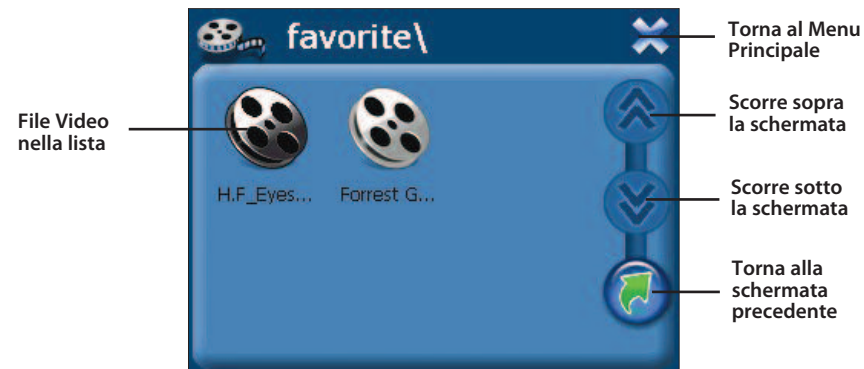 favorite\
Torna al Menu
Principale
Scorre sopra
la schermata
File Video
nella lista
H.F_Eyes...
Forrest G...
Scorre sotto
la schermata
Torna alla
schermata
precedente